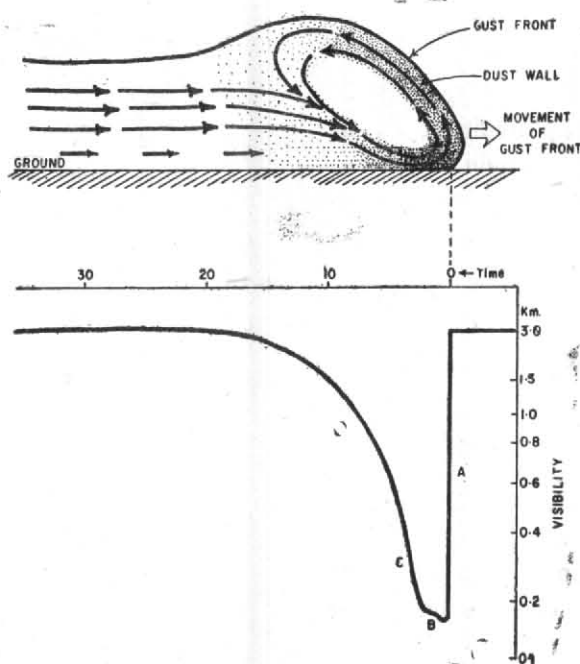 GUST FRONT
DUST WALL
MOVEMENT
OF
GUST FRONT
GROUND
30
20
10
0 ← Time
Km.
3.0
1.5
1.0
0.8
A
0.6
VISIBILITY
0.4
C
0.2
B